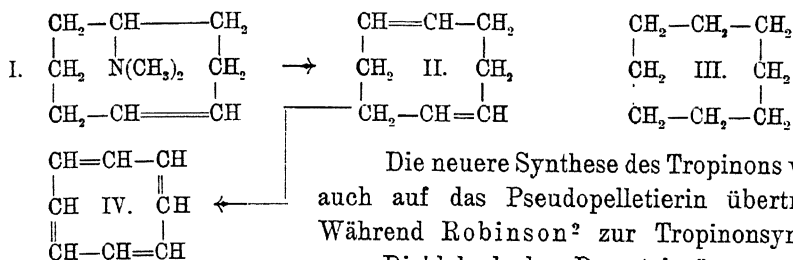 CH₂—CH———CH₂ CH═CH—CH₂ CH₂—CH₂—CH₂
I. CH₂ N(CH₃)₂ CH₂ → CH₂ II. CH₂ CH₂ III. CH₂
CH₂—CH═══CH CH₂—CH═CH CH₂—CH₂—CH₂
CH═CH—CH
CH IV. CH ←
CH—CH═CH
Die neuere Synthese des Tropinons
auch auf das Pseudopelletierin übert
Während Robinson² zur Tropinonsyn